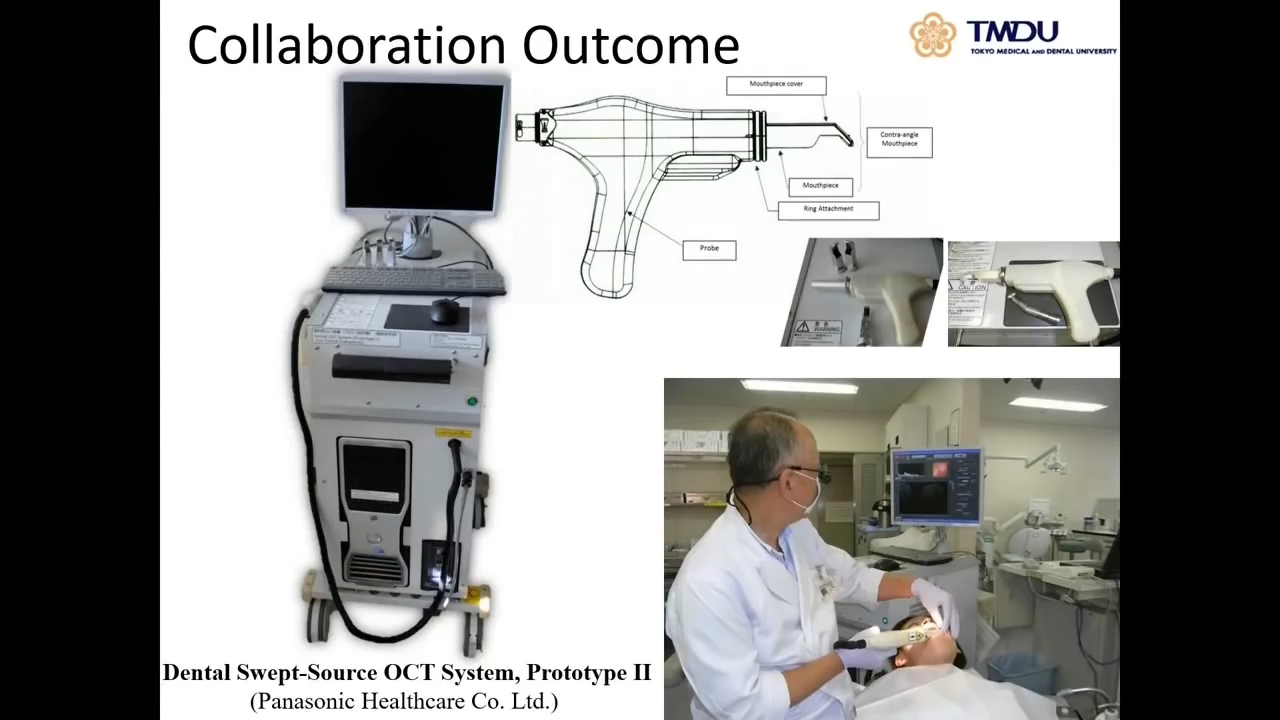 Collaboration Outcome
TMDU
TOKYO MEDICAL AND DENTAL UNIVERSITY
Mouthpiece cover
Contra-angle
Mouthpiece
Mouthpiece
Ring Attachment
Probe
WARNING
CAUTION
Dental Swept-Source OCT System, Prototype II
(Panasonic Healthcare Co. Ltd.)